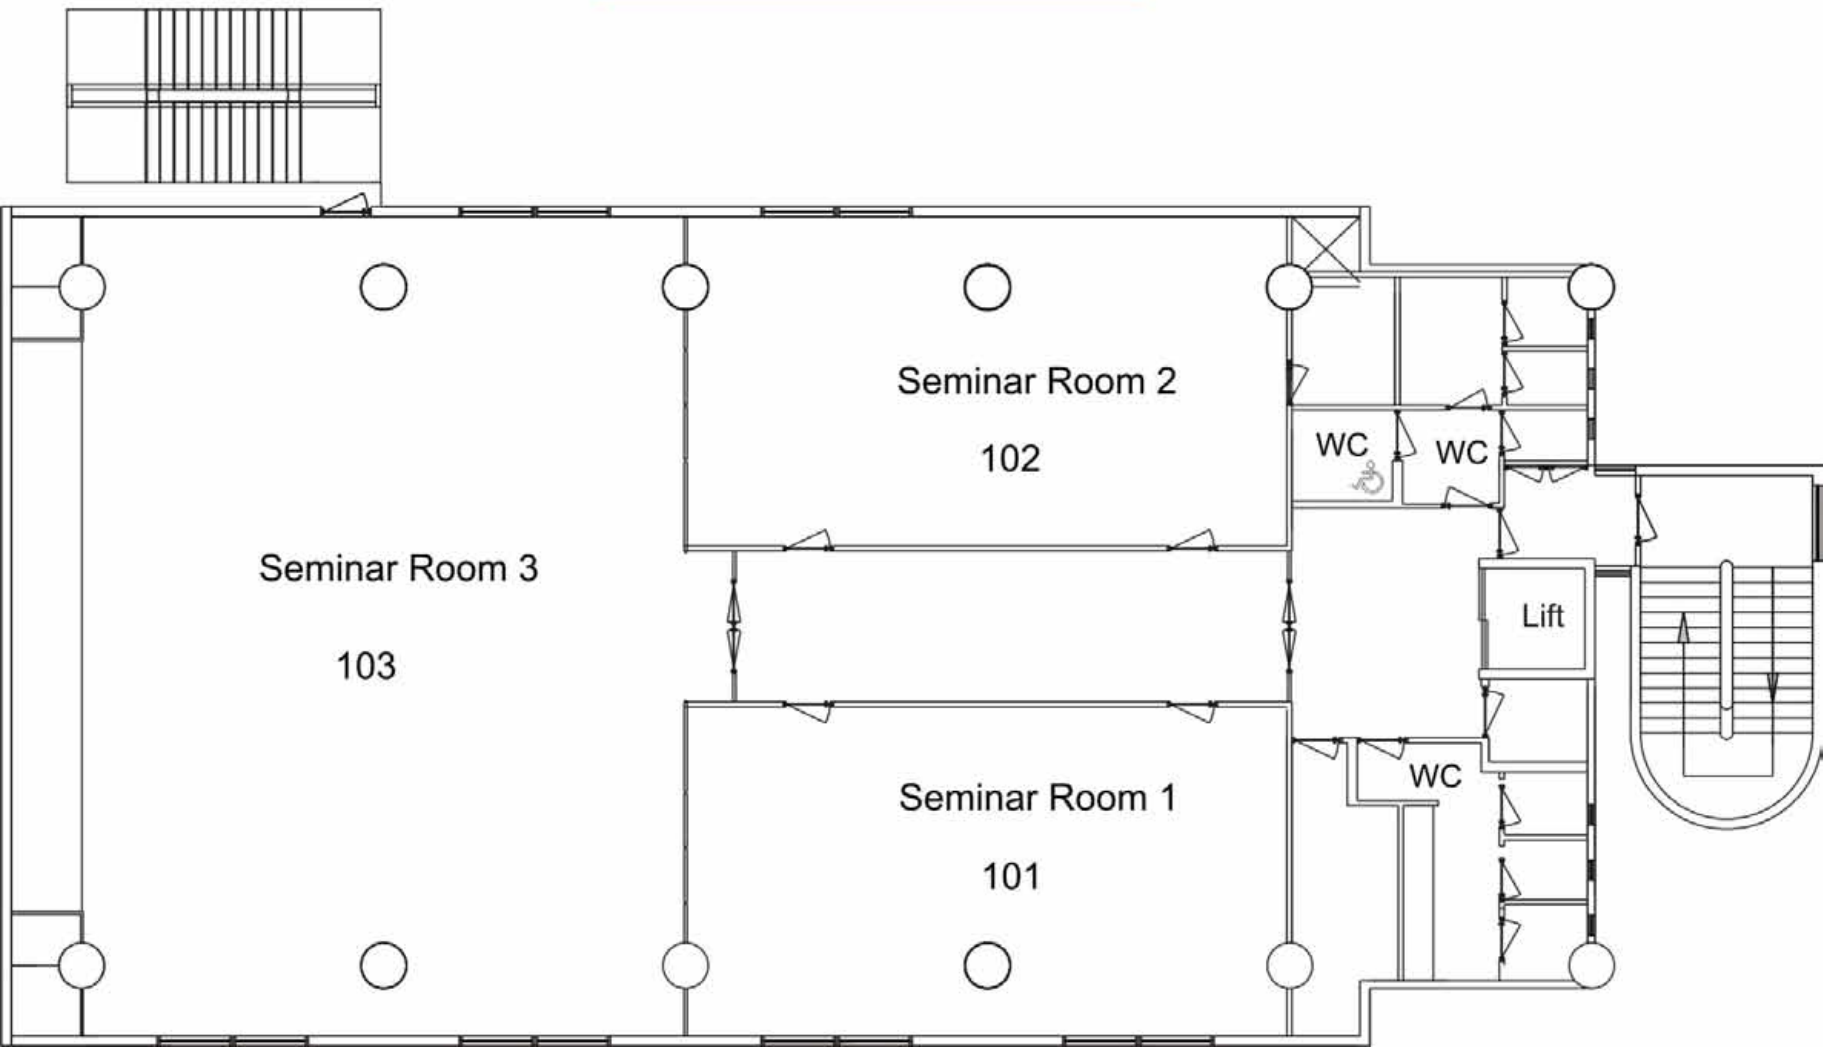 Seminar Room 2
102
WC
WC
Seminar Room 3
103
Lift
Seminar Room 1
101
WC